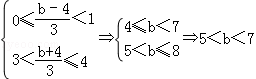 { 0⩽(b-4)/3<1 ⇒ { 4⩽b<7 ⇒5<b<7
3<(b+4)/3⩽4 5<b⩽8